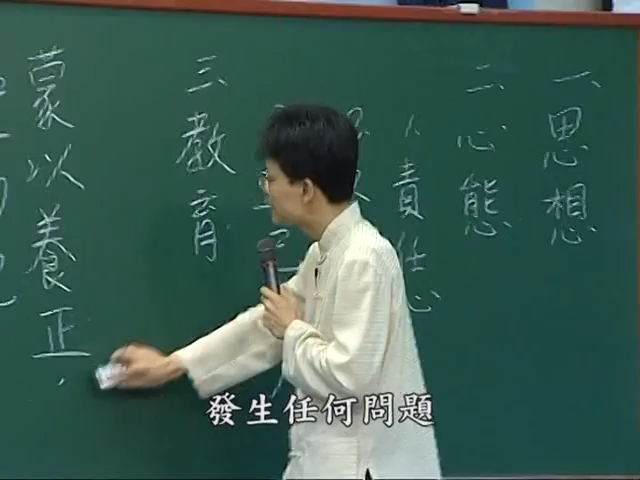 一、思想
二、心態
責任心
三、教育
蒙以養正
發生任何問題